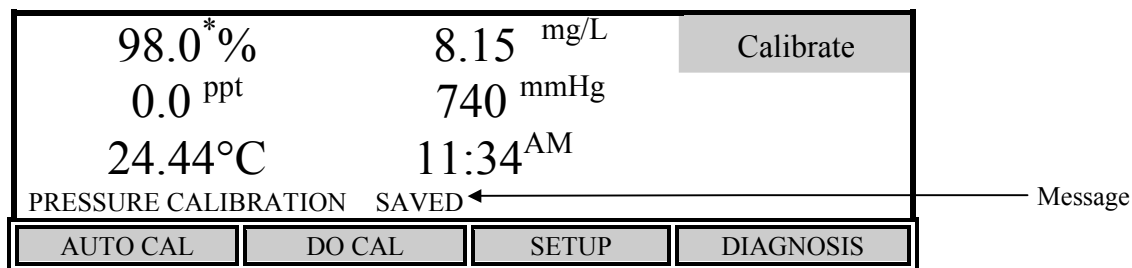 98.0*% 8.15 mg/L Calibrate
0.0 ppt 740 mmHg
24.44°C 11:34AM
PRESSURE CALIBRATION SAVED Message
AUTO CAL DO CAL SETUP DIAGNOSIS